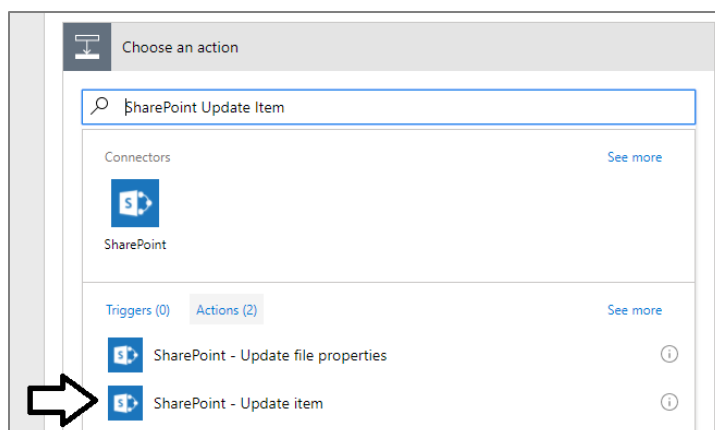 Choose an action
SharePoint Update Item
Connectors See more
S
SharePoint
Triggers (0) Actions (2) See more
S SharePoint - Update file properties
S SharePoint - Update item